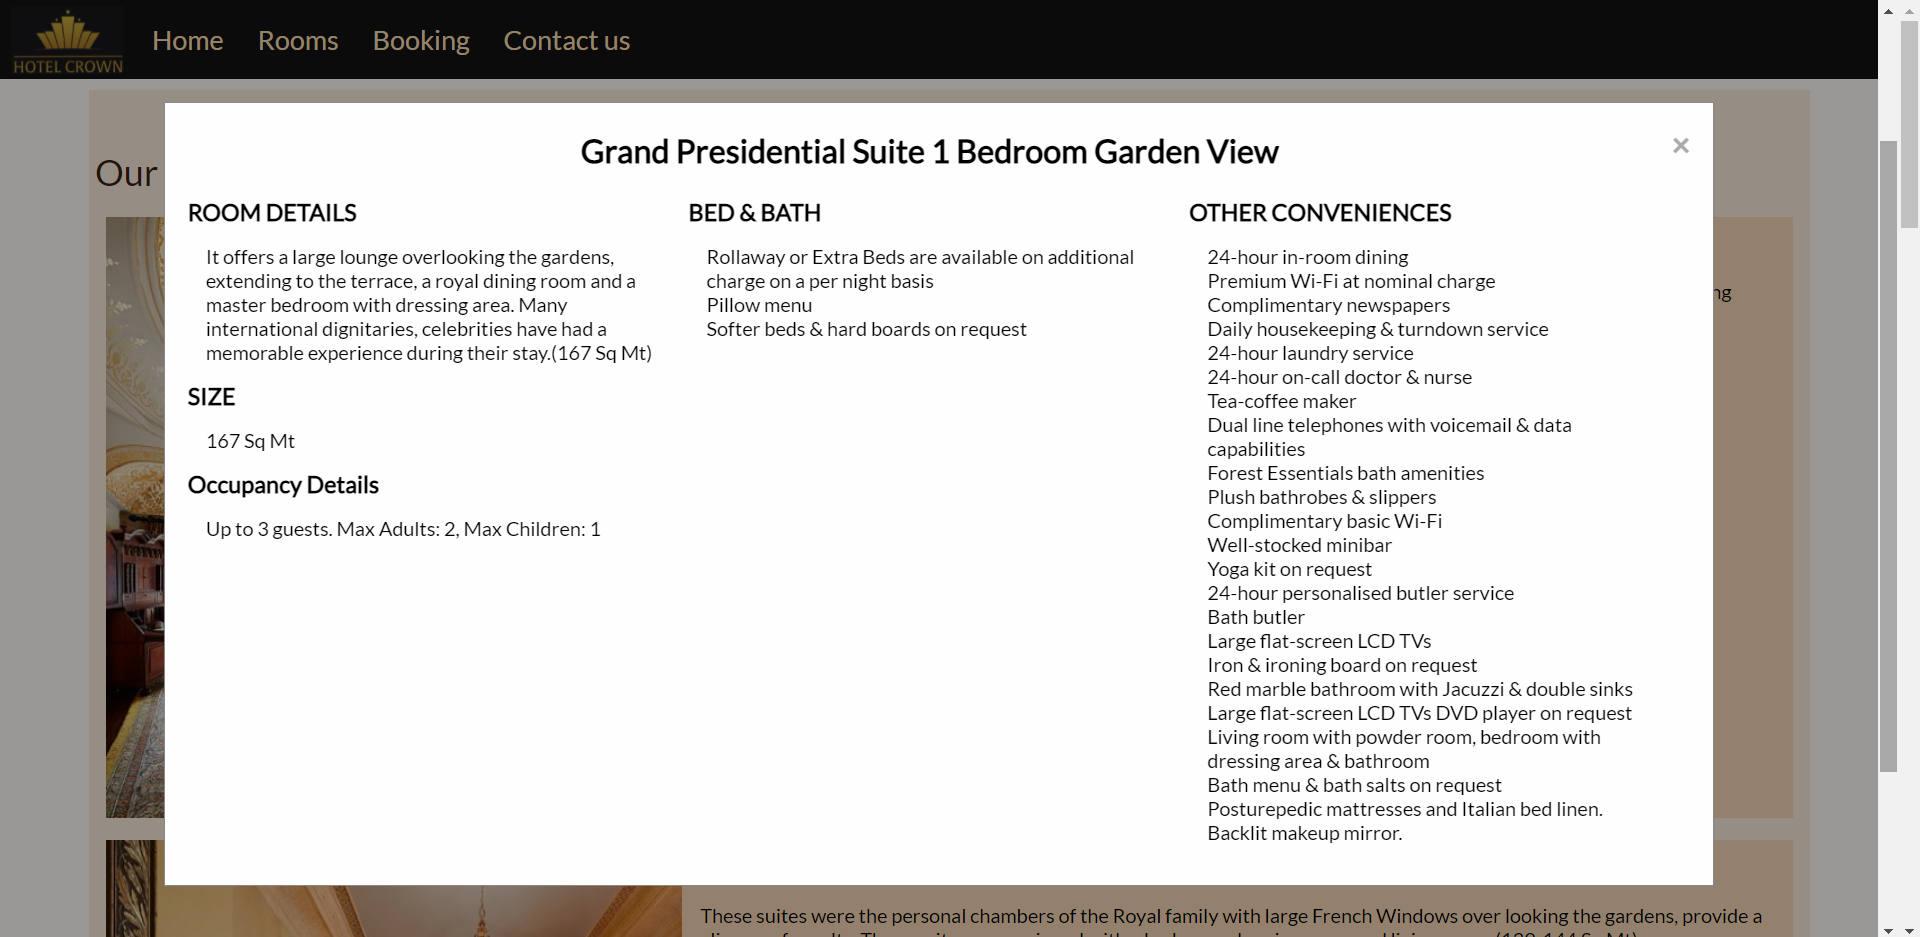 HOTEL CROWN
Home
Rooms
Booking
Contact us
Our
Grand Presidential Suite 1 Bedroom Garden View
×
ROOM DETAILS
It offers a large lounge overlooking the gardens,
extending to the terrace, a royal dining room and a
master bedroom with dressing area. Many
international dignitaries, celebrities have had a
memorable experience during their stay.(167 Sq Mt)
SIZE
167 Sq Mt
Occupancy Details
Up to 3 guests. Max Adults: 2, Max Children: 1
BED & BATH
Rollaway or Extra Beds are available on additional
charge on a per night basis
Pillow menu
Softer beds & hard boards on request
OTHER CONVENIENCES
24-hour in-room dining
Premium Wi-Fi at nominal charge
Complimentary newspapers
Daily housekeeping & turndown service
24-hour laundry service
24-hour on-call doctor & nurse
Tea-coffee maker
Dual line telephones with voicemail & data
capabilities
Forest Essentials bath amenities
Plush bathrobes & slippers
Complimentary basic Wi-Fi
Well-stocked minibar
Yoga kit on request
24-hour personalised butler service
Bath butler
Large flat-screen LCD TVs
Iron & ironing board on request
Red marble bathroom with Jacuzzi & double sinks
Large flat-screen LCD TVs DVD player on request
Living room with powder room, bedroom with
dressing area & bathroom
Bath menu & bath salts on request
Posturepedic mattresses and Italian bed linen.
Backlit makeup mirror.
These suites were the personal chambers of the Royal family with large French Windows over looking the gardens, provide a